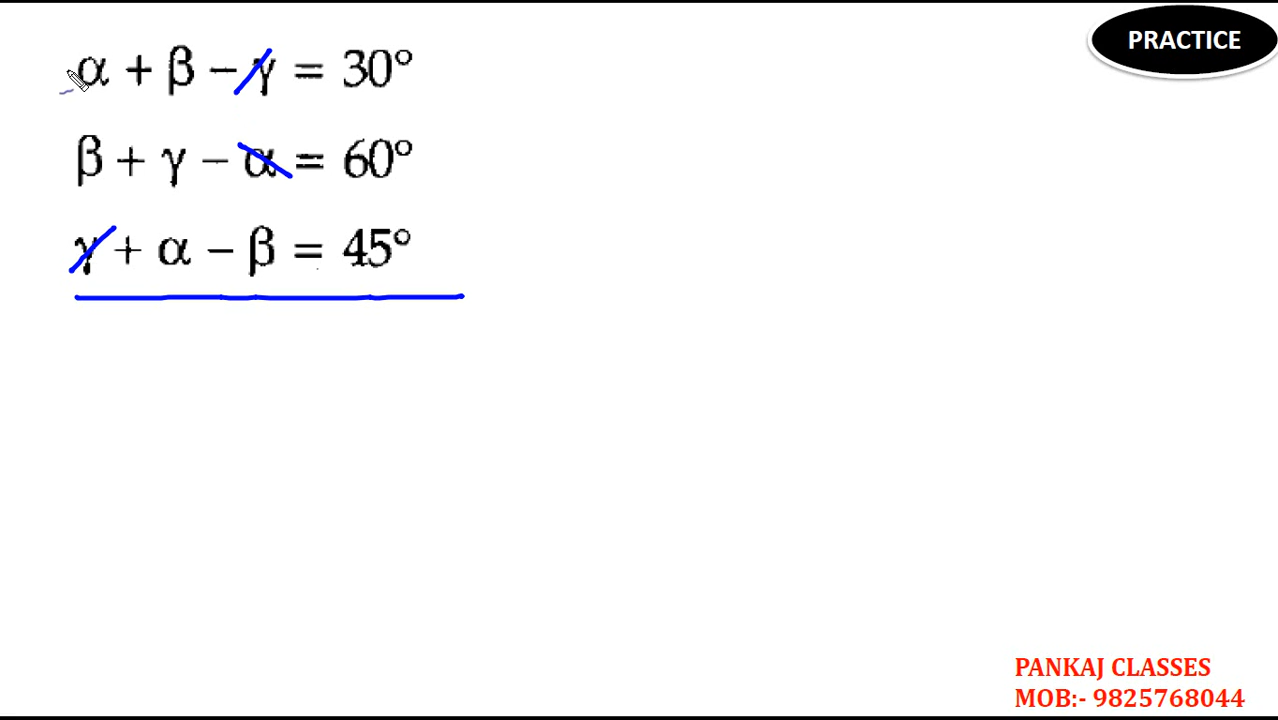 PRACTICE
α + β − γ = 30°
β + γ − α = 60°
γ + α − β = 45°
PANKAJ CLASSES
MOB:- 9825768044